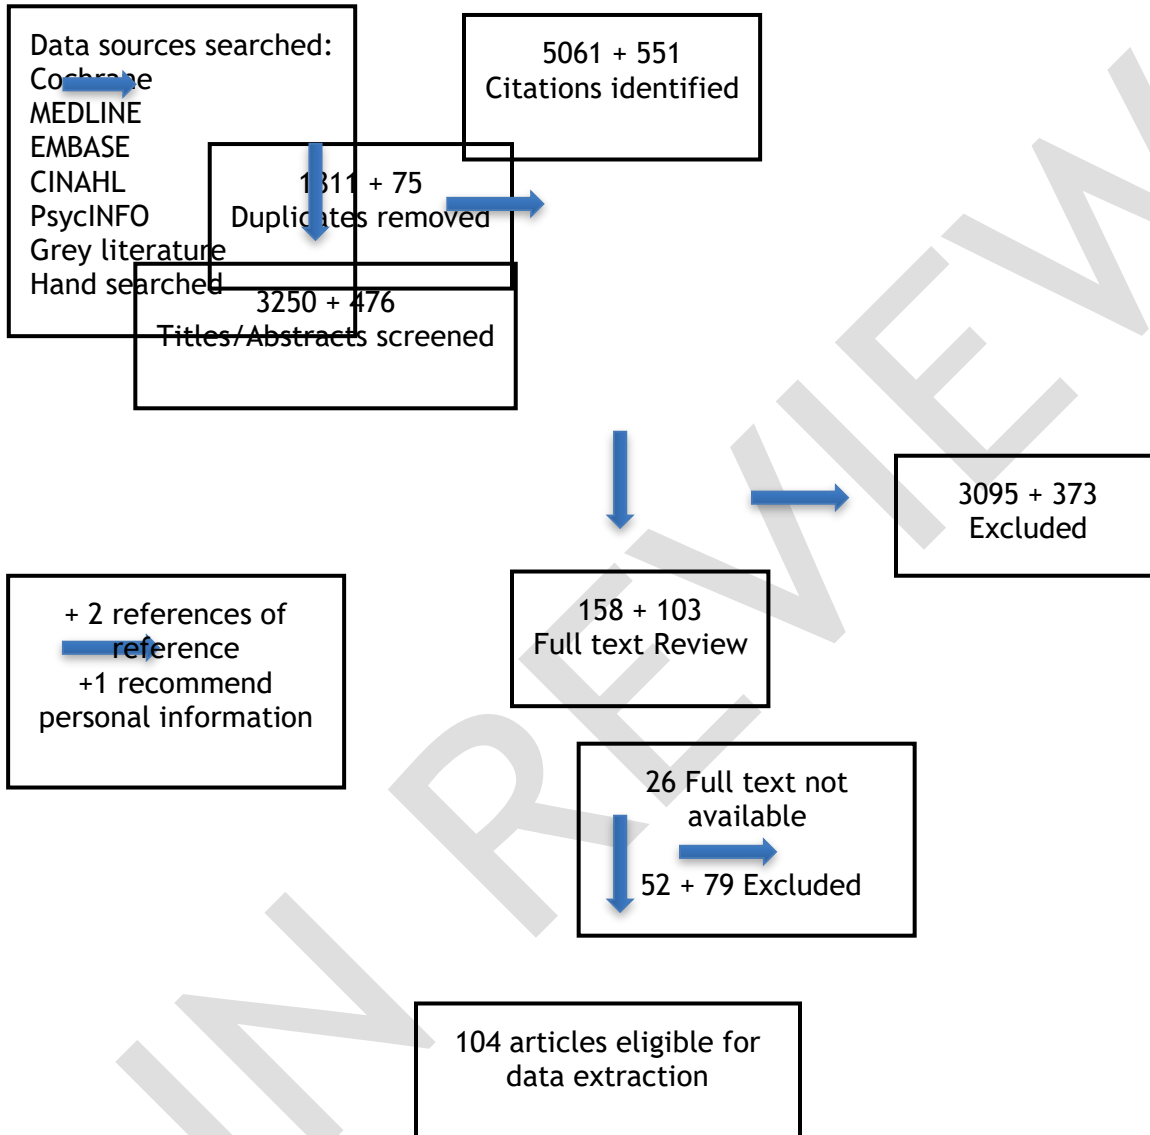 Data sources searched:
Cochrane
MEDLINE
EMBASE
CINAHL
PsycINFO
Grey literature
Hand searched
5061 + 551
Citations identified
1811 + 75
Duplicates removed
3250 + 476
Titles/Abstracts screened
3095 + 373
Excluded
+ 2 references of
reference
+1 recommend
personal information
158 + 103
Full text Review
26 Full text not
available
52 + 79 Excluded
104 articles eligible for
data extraction
IN REVIEW